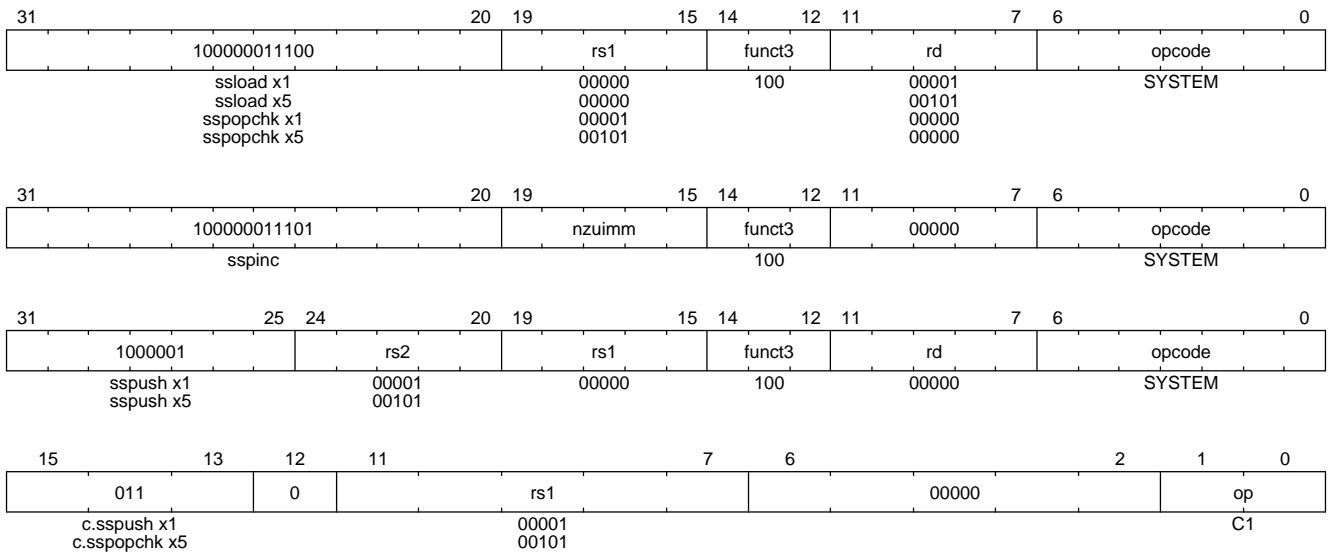 31 20 19 15 14 12 11 7 6 0
100000011100 rs1 funct3 rd opcode
ssload x1 00000 100 00001 SYSTEM
ssload x5 00000 00101
sspopchk x1 00001 00000
sspopchk x5 00101 00000
31 20 19 15 14 12 11 7 6 0
100000011101 nzuimm funct3 00000 opcode
sspinc 100 SYSTEM
31 25 24 20 19 15 14 12 11 7 6 0
1000001 rs2 rs1 funct3 rd opcode
sspush x1 00001 00000 100 00000 SYSTEM
sspush x5 00101
15 13 12 11 7 6 2 1 0
011 0 rs1 00000 op
c.sspush x1 00001 C1
c.sspopchk x5 00101